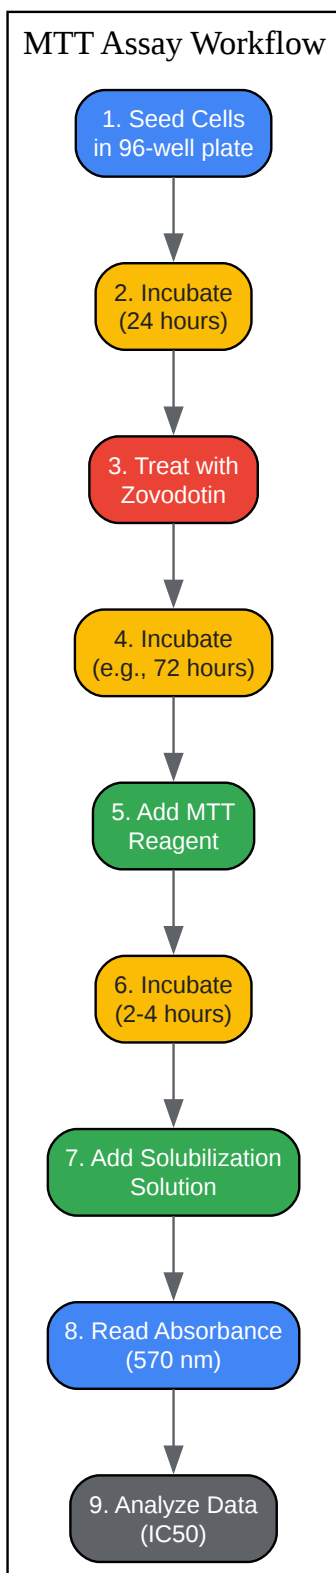 MTT Assay Workflow
1. Seed Cells
in 96-well plate
2. Incubate
(24 hours)
3. Treat with
Zovodotin
4. Incubate
(e.g., 72 hours)
5. Add MTT
Reagent
6. Incubate
(2-4 hours)
7. Add Solubilization
Solution
8. Read Absorbance
(570 nm)
9. Analyze Data
(IC50)